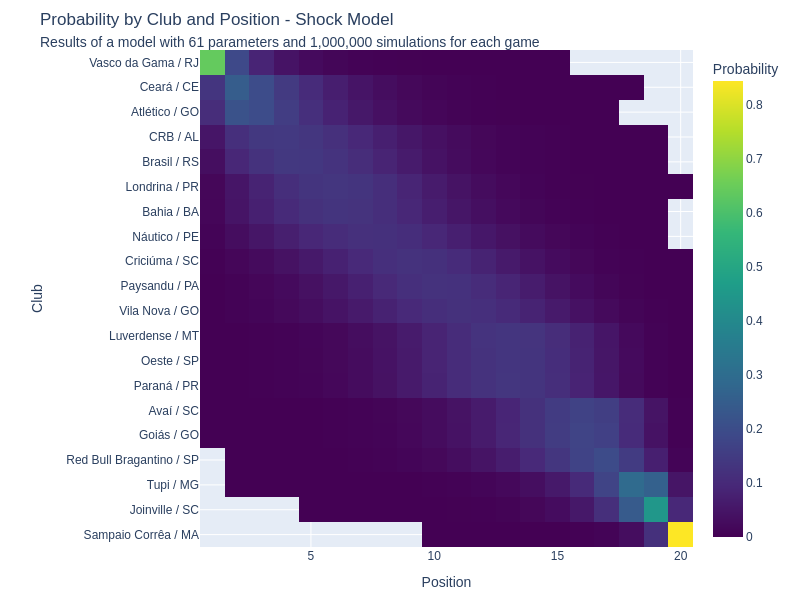 Probability by Club and Position - Shock Model
Results of a model with 61 parameters and 1,000,000 simulations for each game
Vasco da Gama / RJ
Ceará / CE
Atlético / GO
CRB / AL
Brasil / RS
Londrina / PR
Bahia / BA
Náutico / PE
Criciúma / SC
Paysandu / PA
Vila Nova / GO
Luverdense / MT
Oeste / SP
Paraná / PR
Avaí / SC
Goiás / GO
Red Bull Bragantino / SP
Tupi / MG
Joinville / SC
Sampaio Corrêa / MA
Club
5
10
15
20
Position
Probability
0.8
0.7
0.6
0.5
0.4
0.3
0.2
0.1
0